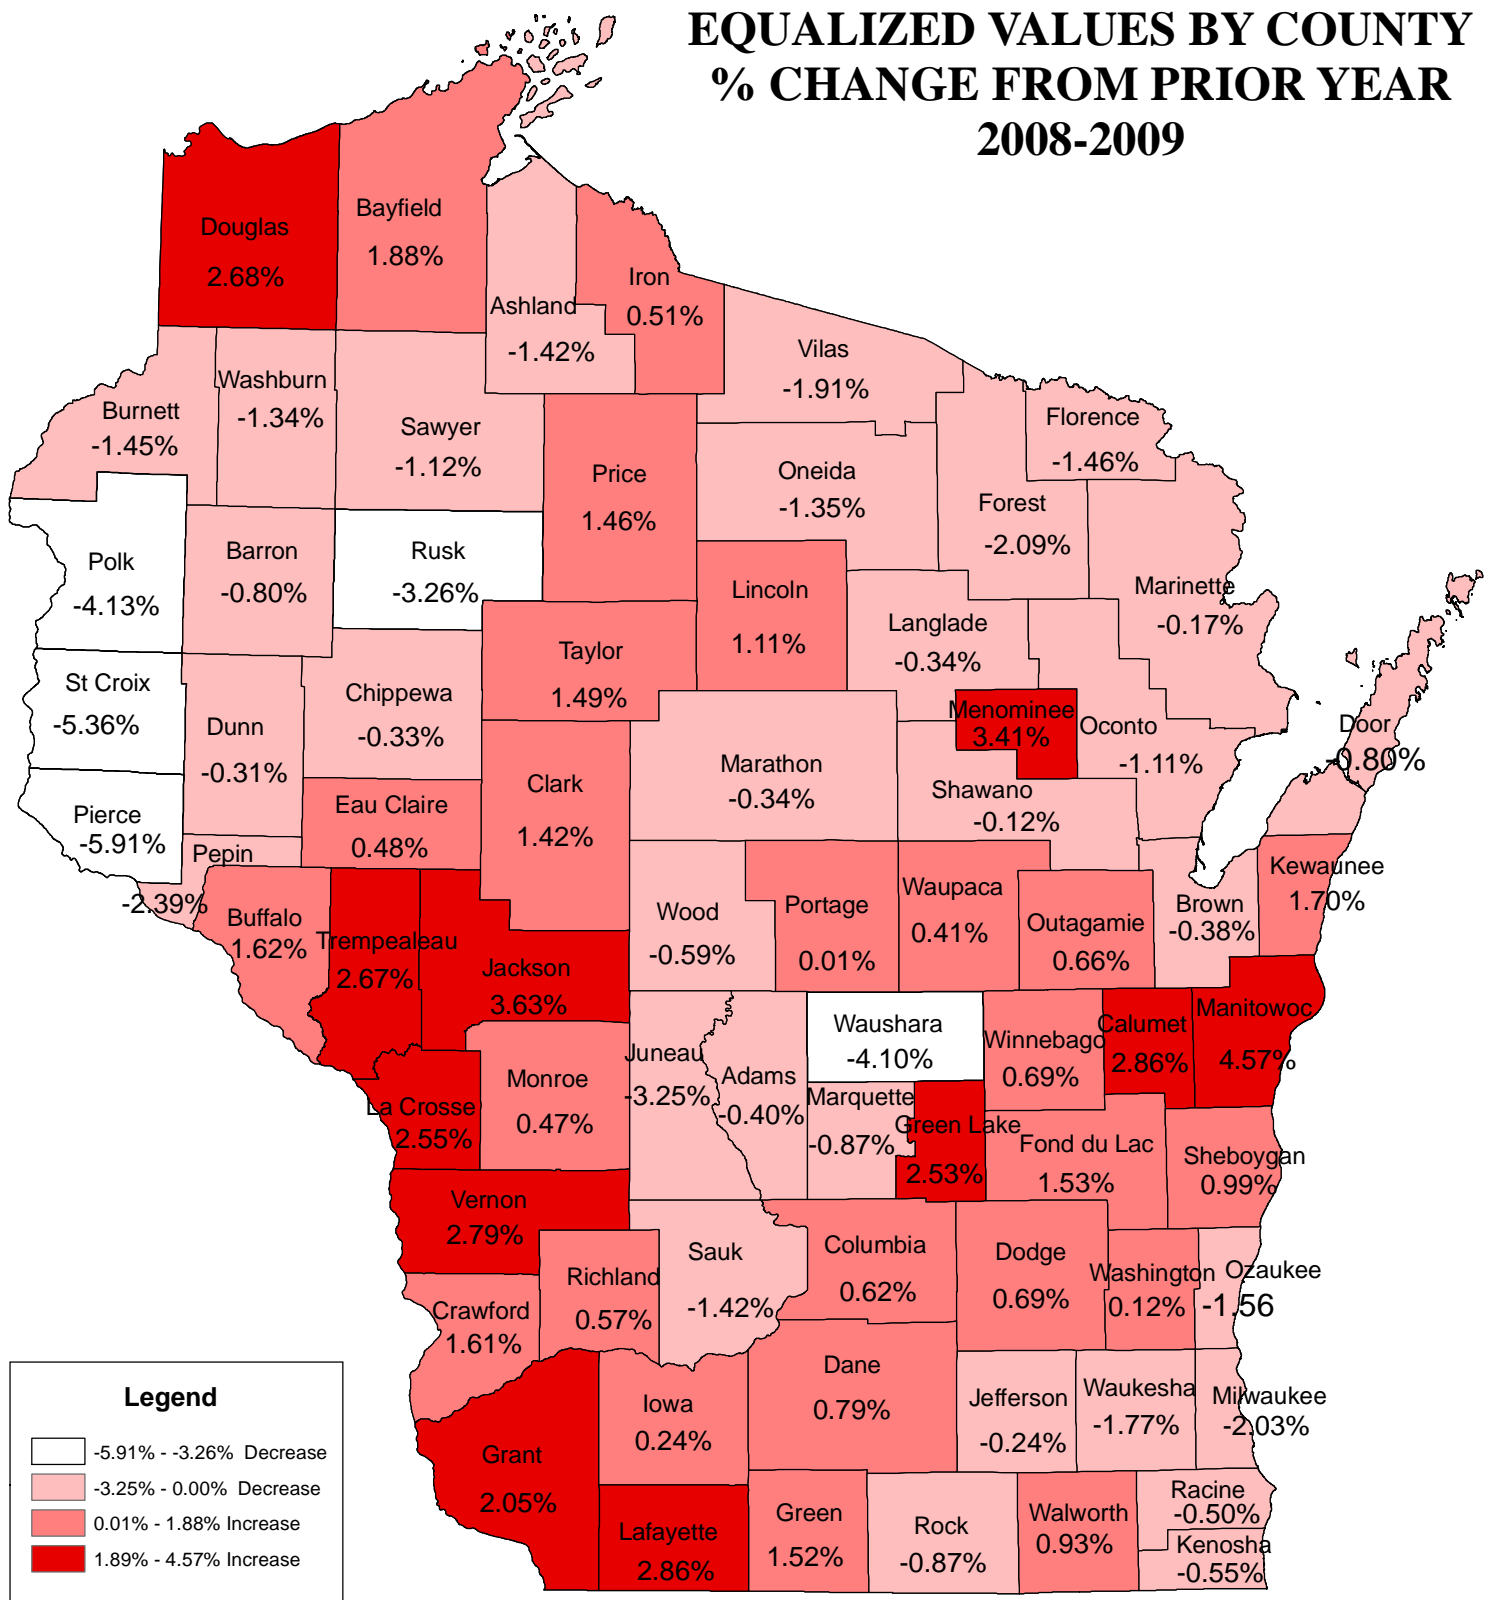 EQUALIZED VALUES BY COUNTY
% CHANGE FROM PRIOR YEAR
2008-2009
Douglas
2.68%
Bayfield
1.88%
Ashland
-1.42%
Iron
0.51%
Vilas
-1.91%
Burnett
-1.45%
Washburn
-1.34%
Sawyer
-1.12%
Price
1.46%
Oneida
-1.35%
Forest
-2.09%
Florence
-1.46%
Polk
-4.13%
Barron
-0.80%
Rusk
-3.26%
Taylor
1.49%
Lincoln
1.11%
Langlade
-0.34%
Marinette
-0.17%
St Croix
-5.36%
Dunn
-0.31%
Chippewa
-0.33%
Clark
1.42%
Marathon
-0.34%
Menominee
3.41%
Oconto
-1.11%
Shawano
-0.12%
Door
-0.80%
Pierce
-5.91%
Pepin
-2.39%
Eau Claire
0.48%
Buffalo
1.62%
Trempealeau
2.67%
Jackson
3.63%
Wood
-0.59%
Portage
0.01%
Waupaca
0.41%
Outagamie
0.66%
Brown
-0.38%
Kewaunee
1.70%
La Crosse
2.55%
Monroe
0.47%
Juneau
-3.25%
Adams
-0.40%
Waushara
-4.10%
Marquette
-0.87%
Green Lake
2.53%
Winnebago
0.69%
Calumet
2.86%
Manitowoc
4.57%
Fond du Lac
1.53%
Sheboygan
0.99%
Vernon
2.79%
Crawford
1.61%
Richland
0.57%
Sauk
-1.42%
Columbia
0.62%
Dodge
0.69%
Washington
0.12%
Ozaukee
-1.56
Grant
2.05%
Iowa
0.24%
Dane
0.79%
Jefferson
-0.24%
Waukesha
-1.77%
Milwaukee
-2.03%
Lafayette
2.86%
Green
1.52%
Rock
-0.87%
Walworth
0.93%
Racine
-0.50%
Kenosha
-0.55%
Legend
-5.91% - -3.26% Decrease
-3.25% - 0.00% Decrease
0.01% - 1.88% Increase
1.89% - 4.57% Increase